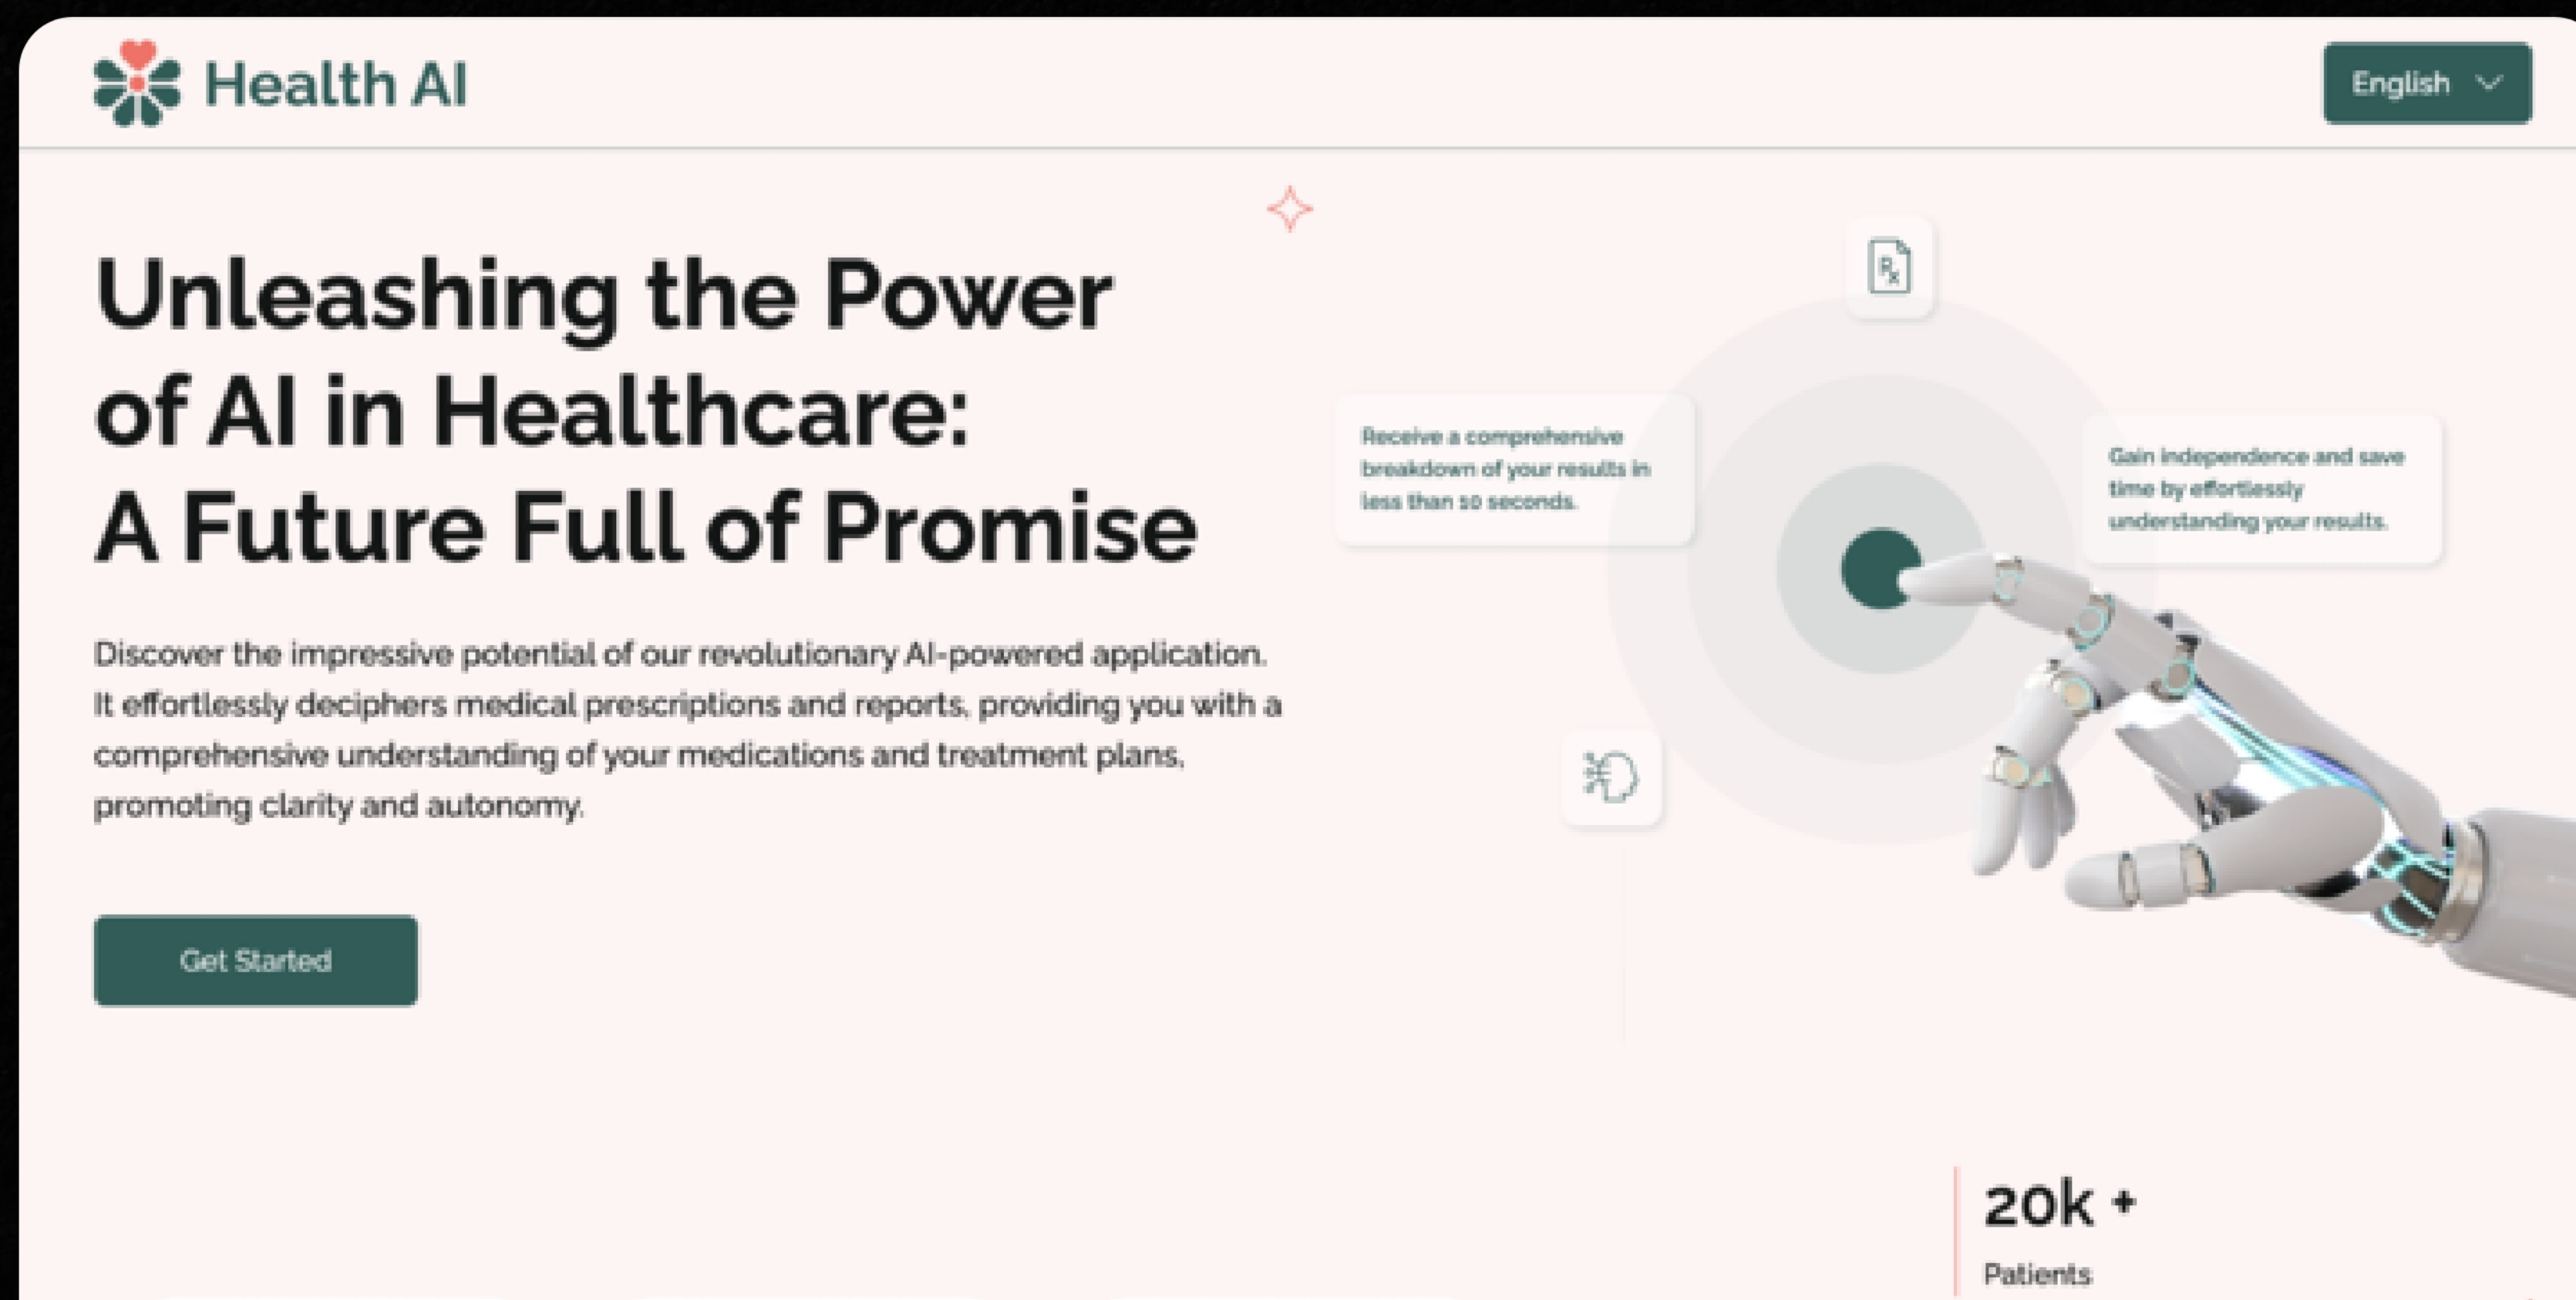 Health AI
English
Unleashing the Power
of AI in Healthcare:
A Future Full of Promise
Discover the impressive potential of our revolutionary AI-powered application.
It effortlessly deciphers medical prescriptions and reports, providing you with a
comprehensive understanding of your medications and treatment plans,
promoting clarity and autonomy.
Get Started
Rx
Receive a comprehensive
breakdown of your results in
less than 10 seconds.
Gain independence and save
time by effortlessly
understanding your results.
20k +
Patients